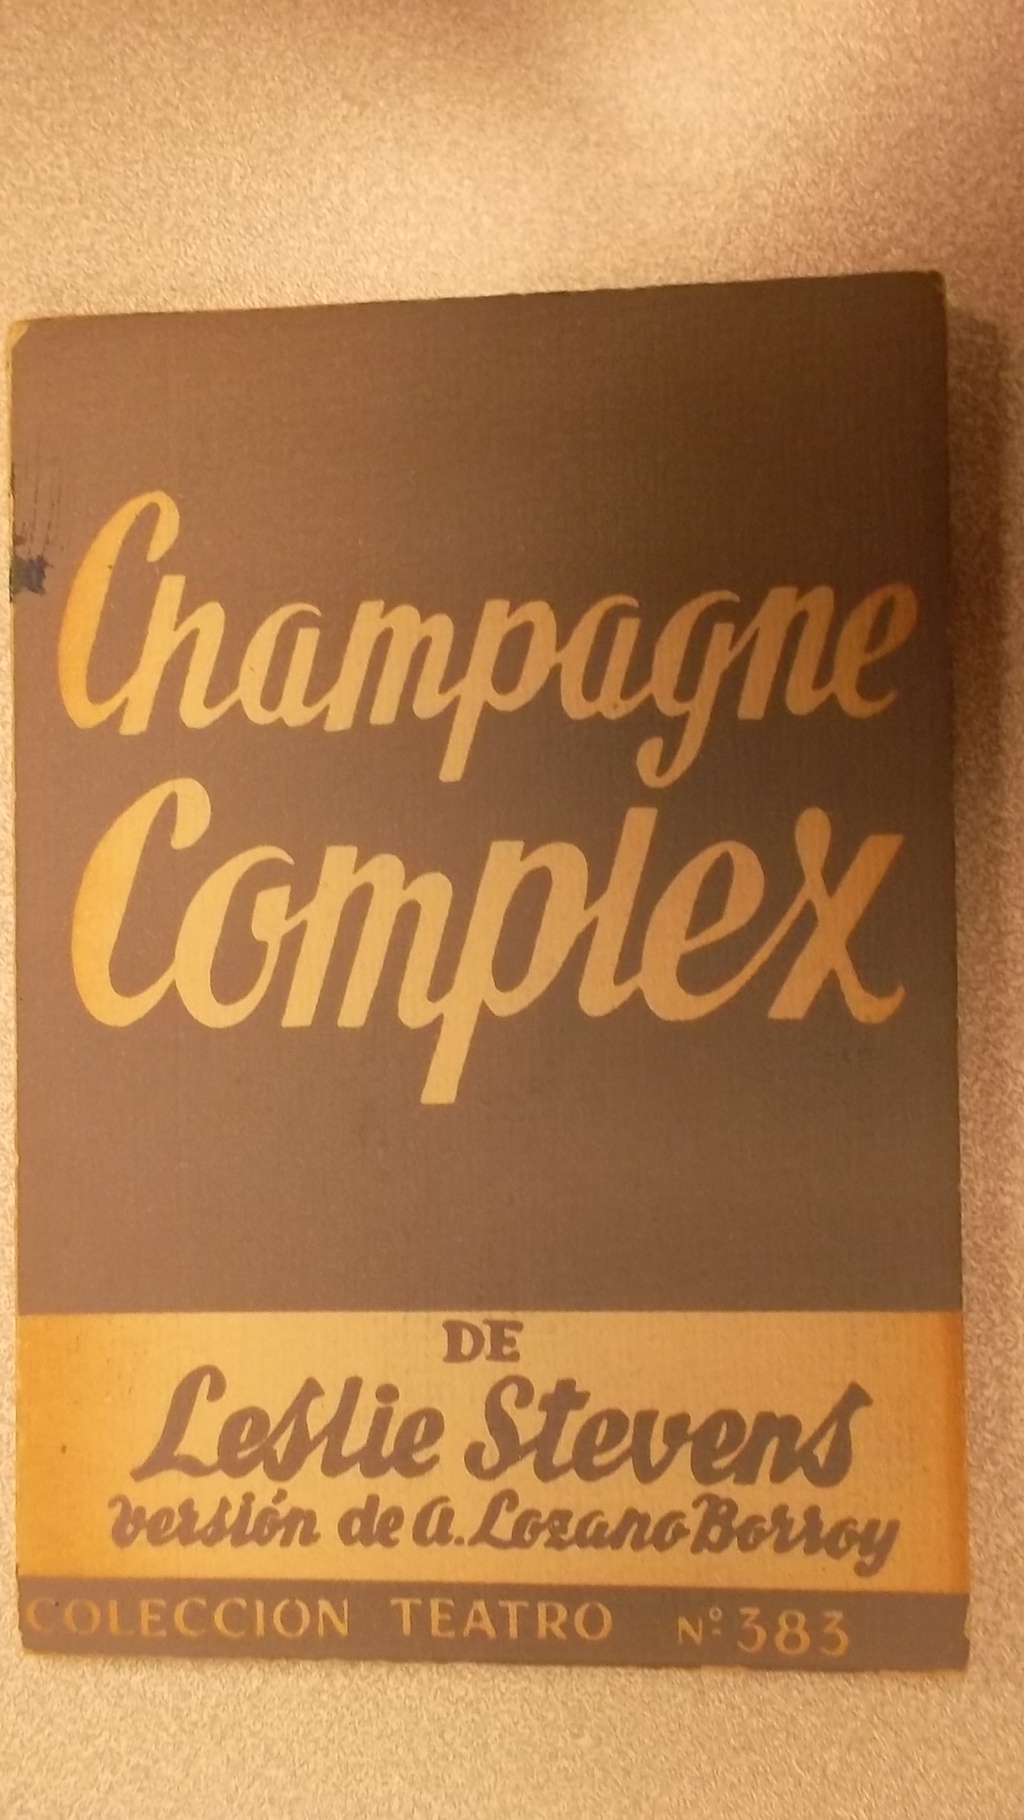 Champagne
Complex
DE
Leslie Stevens
versión de A. Lozano Borroy
COLECCION TEATRO Nº 383